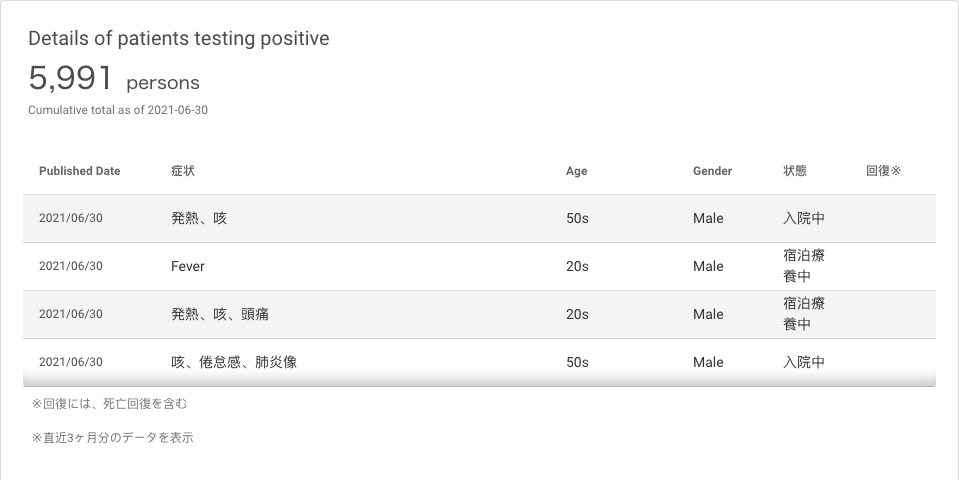 Details of patients testing positive
5,991 persons
Cumulative total as of 2021-06-30
Published Date 症状 Age Gender 状態 回復※
2021/06/30 発熱、咳 50s Male 入院中
2021/06/30 Fever 20s Male 宿泊療
養中
2021/06/30 発熱、咳、頭痛 20s Male 宿泊療
養中
2021/06/30 咳、倦怠感、肺炎像 50s Male 入院中
※回復には、死亡回復を含む
※直近3ヶ月分のデータを表示